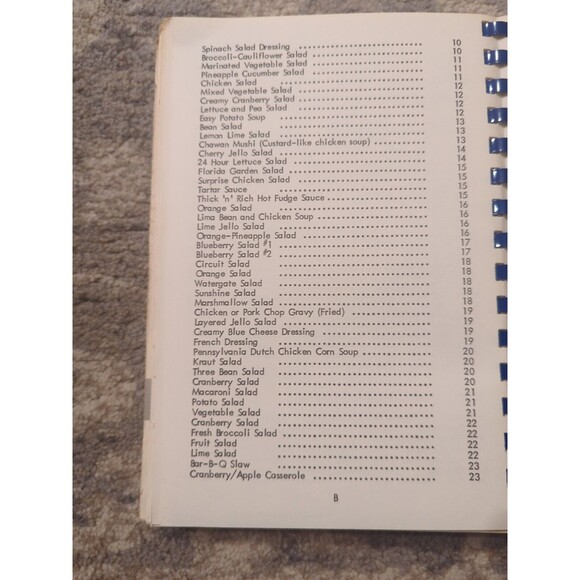 Spinach Salad Dressing .......... 10
Broccoli-Cauliflower Salad .......... 10
Marinated Vegetable Salad .......... 11
Pineapple Cucumber Salad .......... 11
Chicken Salad .......... 11
Mixed Vegetable Salad .......... 12
Creamy Cranberry Salad .......... 12
Lettuce and Pea Salad .......... 12
Easy Potato Soup .......... 12
Bean Salad .......... 13
Lemon Lime Salad .......... 13
Chawan Mushi (Custard-like chicken soup) .......... 13
Cherry Jello Salad .......... 14
24 Hour Lettuce Salad .......... 14
Florida Garden Salad .......... 15
Surprise Chicken Salad .......... 15
Tartar Sauce .......... 15
Thick 'n' Rich Hot Fudge Sauce .......... 15
Orange Salad .......... 16
Lima Bean and Chicken Soup .......... 16
Lime Jello Salad .......... 16
Orange-Pineapple Salad .......... 16
Blueberry Salad #1 .......... 17
Blueberry Salad #2 .......... 17
Circuit Salad .......... 18
Orange Salad .......... 18
Watergate Salad .......... 18
Sunshine Salad .......... 18
Marshmallow Salad .......... 18
Chicken or Pork Chop Gravy (Fried) .......... 19
Layered Jello Salad .......... 19
Creamy Blue Cheese Dressing .......... 19
French Dressing .......... 19
Pennsylvania Dutch Chicken Corn Soup .......... 20
Kraut Salad .......... 20
Three Bean Salad .......... 20
Cranberry Salad .......... 20
Macaroni Salad .......... 21
Potato Salad .......... 21
Vegetable Salad .......... 21
Cranberry Salad .......... 22
Fresh Broccoli Salad .......... 22
Fruit Salad .......... 22
Lime Salad .......... 22
Bar-B-Q Slaw .......... 23
Cranberry/Apple Casserole .......... 23
B